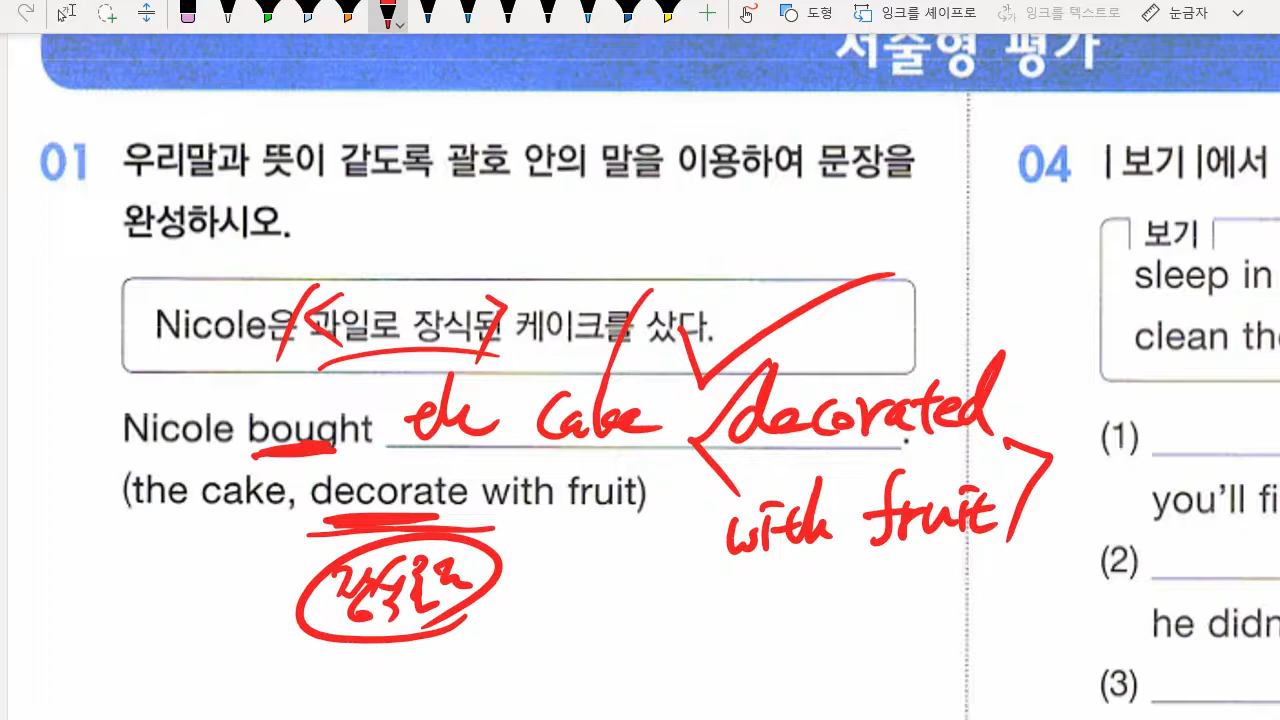 도형
잉크를 셰이프로
잉크를 텍스트로
눈금자
서술형 평가
01 우리말과 뜻이 같도록 괄호 안의 말을 이용하여 문장을
완성하시오.
Nicole은 과일로 장식된 케이크를 샀다.
Nicole bought the cake decorated .
with fruit
(the cake, decorate with fruit)
04 | 보기 |에서
보기
sleep in
clean the
(1)
you'll fi
(2)
he didn
(3)